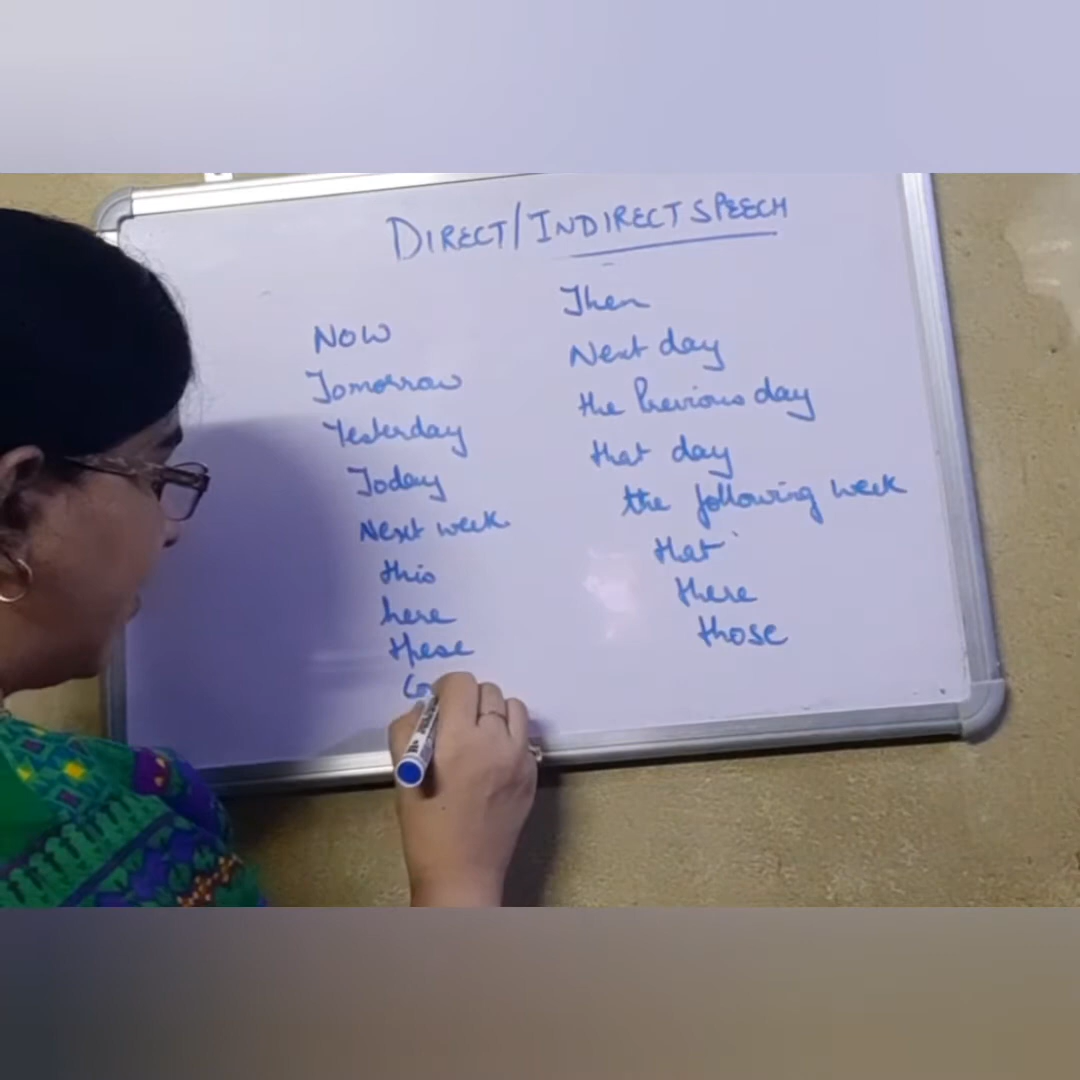 DIRECT/INDIRECT SPEECH
Now Then
Tomorrow Next day
Yesterday the Previous day
Today that day
Next week the following week
this that
here there
these those